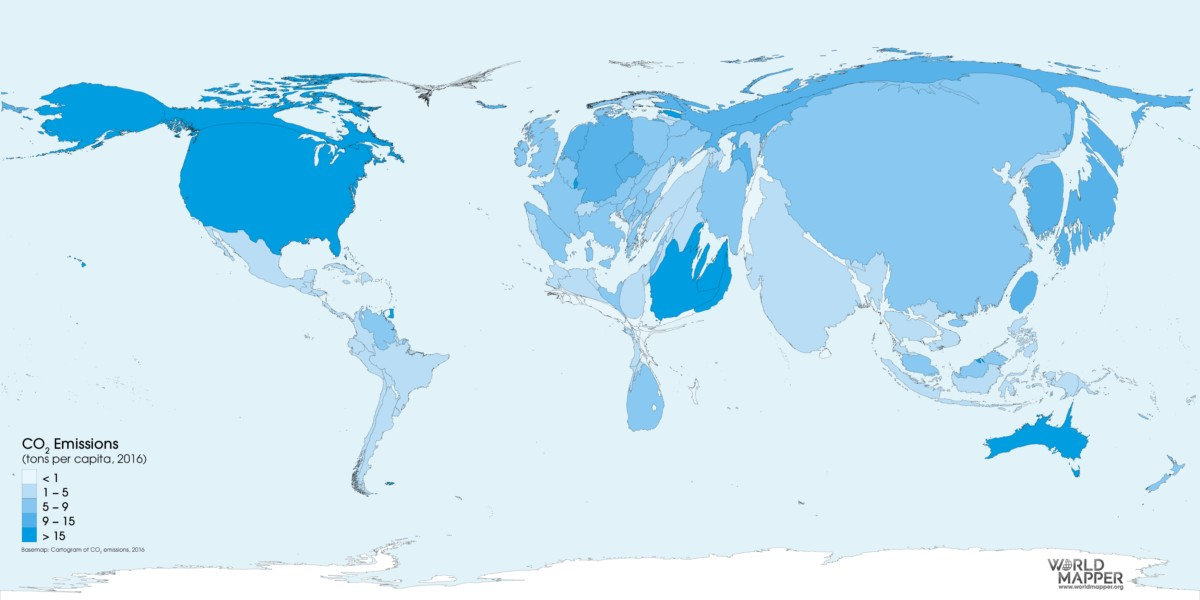 CO2 Emissions
(tons per capita, 2016)
< 1
1 – 5
5 – 9
9 – 15
> 15
Basemap: Cartogram of CO2 emissions, 2016
WORLD
MAPPER
www.worldmapper.org